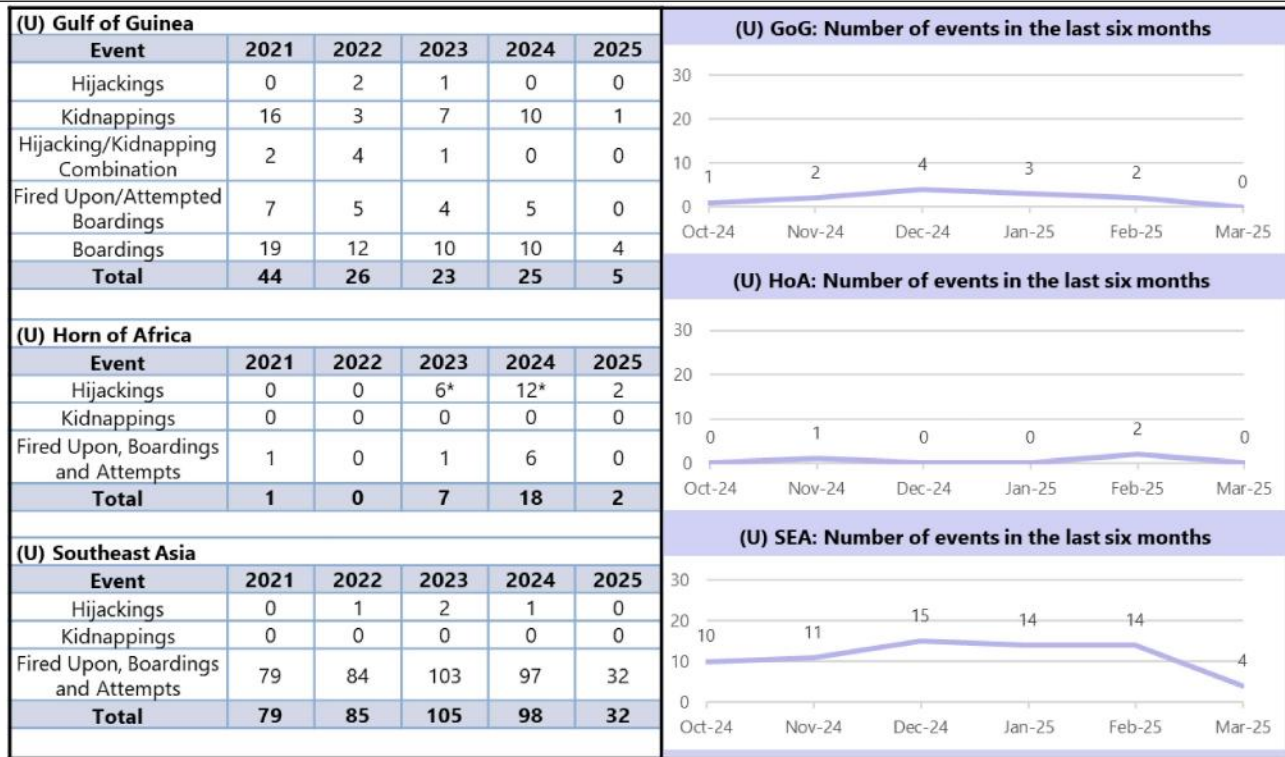 (U) Gulf of Guinea
Event 2021 2022 2023 2024 2025
Hijackings 0 2 1 0 0
Kidnappings 16 3 7 10 1
Hijacking/Kidnapping
Combination 2 4 1 0 0
Fired Upon/Attempted
Boardings 7 5 4 5 0
Boardings 19 12 10 10 4
Total 44 26 23 25 5
(U) Horn of Africa
Event 2021 2022 2023 2024 2025
Hijackings 0 0 6* 12* 2
Kidnappings 0 0 0 0 0
Fired Upon, Boardings
and Attempts 1 0 1 6 0
Total 1 0 7 18 2
(U) Southeast Asia
Event 2021 2022 2023 2024 2025
Hijackings 0 1 2 1 0
Kidnappings 0 0 0 0 0
Fired Upon, Boardings
and Attempts 79 84 103 97 32
Total 79 85 105 98 32
(U) GoG: Number of events in the last six months
30
20
10
0
1 2 4 3 2 0
Oct-24 Nov-24 Dec-24 Jan-25 Feb-25 Mar-25
(U) HoA: Number of events in the last six months
30
20
10
0
0 1 0 0 2 0
Oct-24 Nov-24 Dec-24 Jan-25 Feb-25 Mar-25
(U) SEA: Number of events in the last six months
30
20
10
0
10 11 15 14 14 4
Oct-24 Nov-24 Dec-24 Jan-25 Feb-25 Mar-25